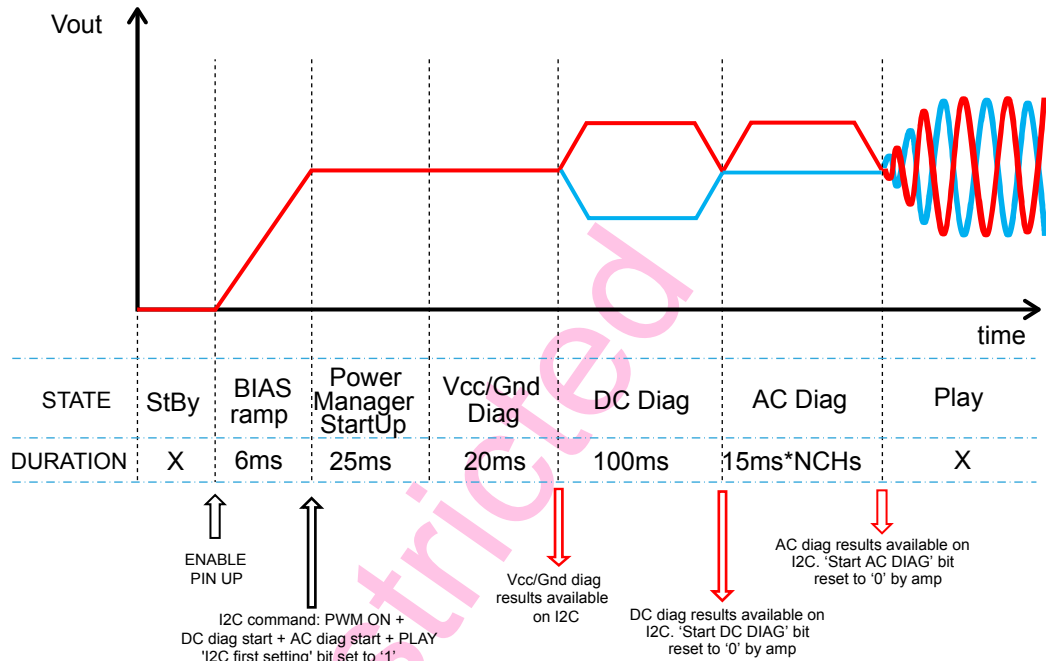 Vout
time
STATE
StBy
BIAS
ramp
Power
Manager
StartUp
Vcc/Gnd
Diag
DC Diag
AC Diag
Play
DURATION
X
6ms
25ms
20ms
100ms
15ms*NCHs
X
ENABLE
PIN UP
I2C command: PWM ON +
DC diag start + AC diag start + PLAY
'I2C first setting' bit set to ‘1’
Vcc/Gnd diag
results available
on I2C
DC diag results available on
I2C. ‘Start DC DIAG’ bit
reset to ‘0’ by amp
AC diag results available on
I2C. ‘Start AC DIAG’ bit
reset to ‘0’ by amp
stricted